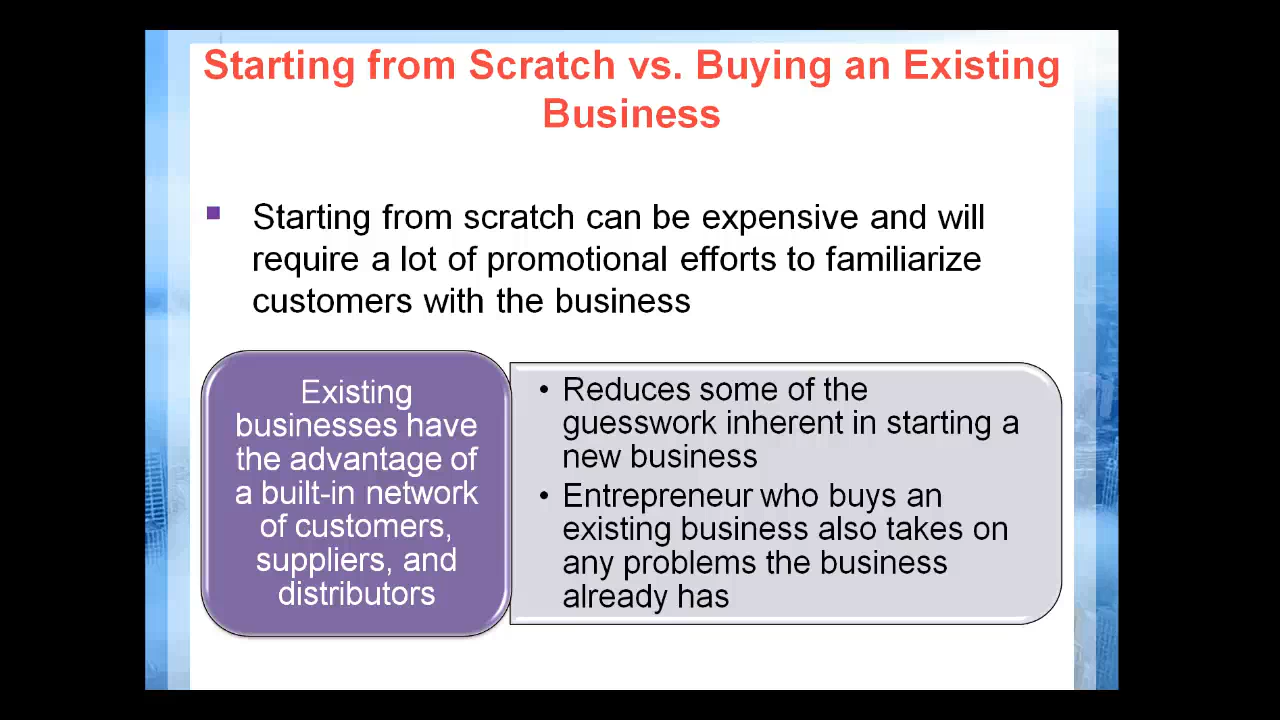 Starting from Scratch vs. Buying an Existing
Business
Starting from scratch can be expensive and will
require a lot of promotional efforts to familiarize
customers with the business
Existing
businesses have
the advantage of
a built-in network
of customers,
suppliers, and
distributors
• Reduces some of the
guesswork inherent in starting a
new business
• Entrepreneur who buys an
existing business also takes on
any problems the business
already has